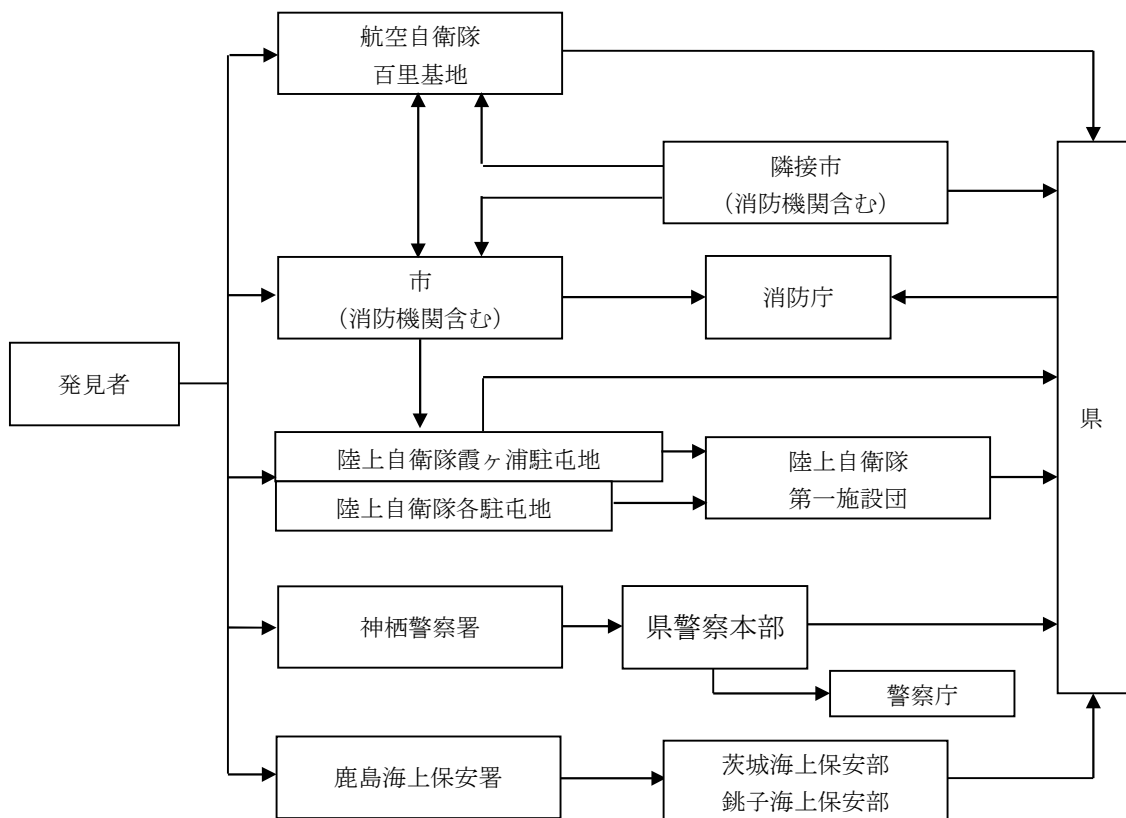 航空自衛隊
百里基地
隣接市
（消防機関含む）
市
（消防機関含む）
消防庁
発見者
県
陸上自衛隊霞ヶ浦駐屯地
陸上自衛隊各駐屯地
陸上自衛隊
第一施設団
神栖警察署
県警察本部
警察庁
鹿島海上保安署
茨城海上保安部
銚子海上保安部